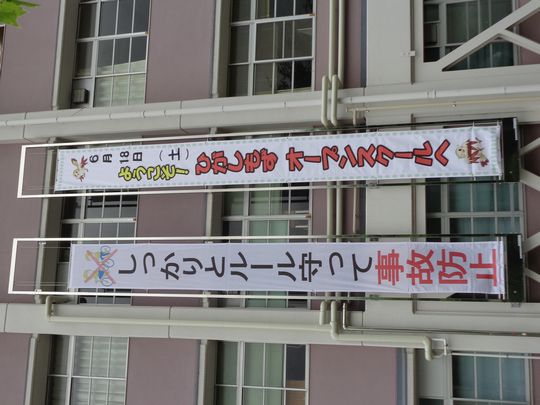 6月18日（土）
ようこそ！
ひがしもず オープンスクールへ
しっかりとルール守って事故防止